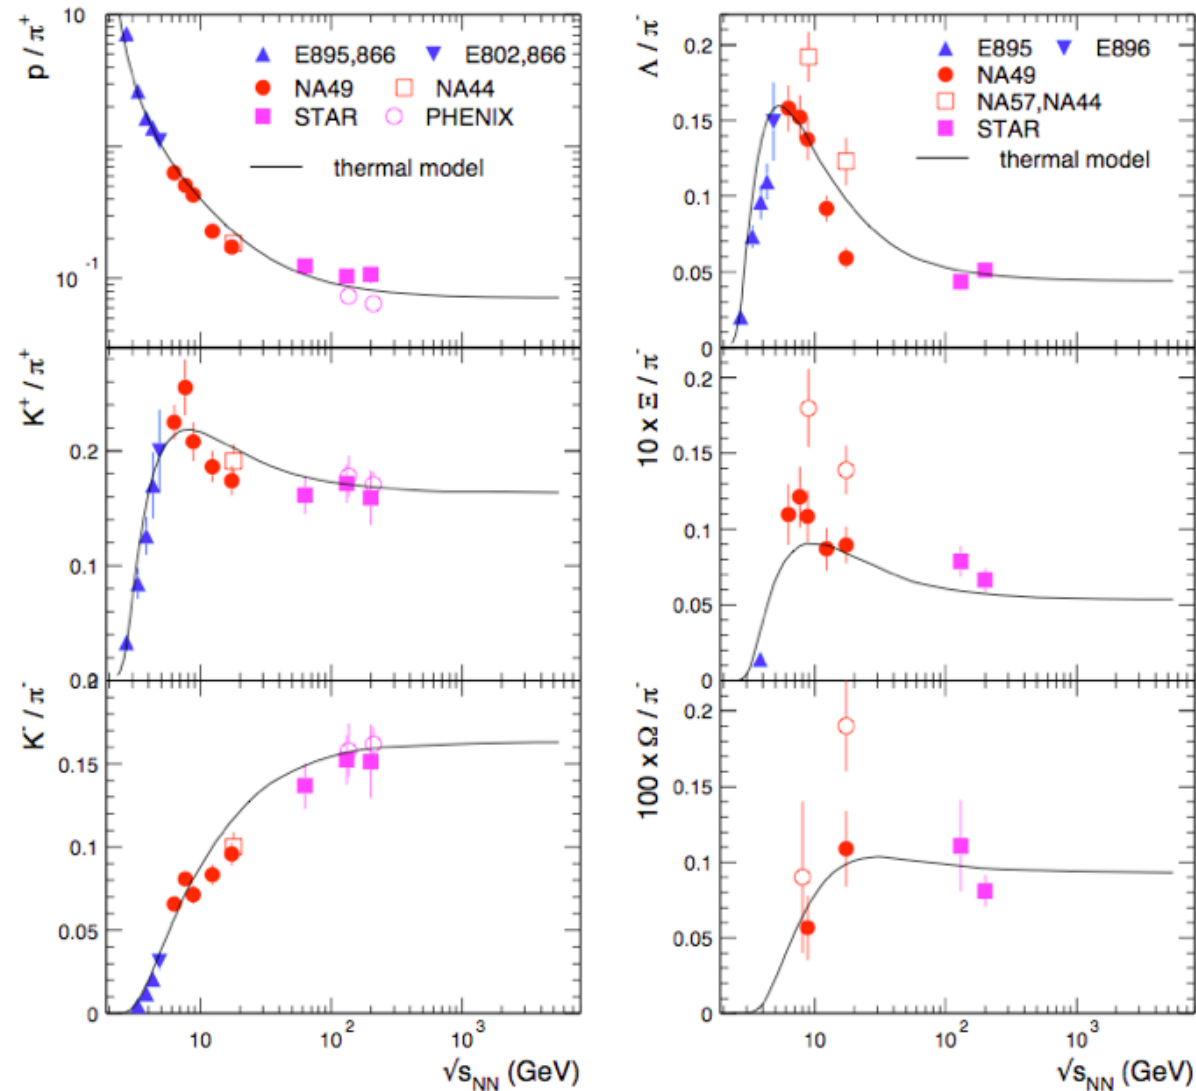 p / π⁺
10
10⁻¹
E895,866
E802,866
NA49
NA44
STAR
PHENIX
thermal model
K⁺ / π⁺
0.2
0.1
0
K⁻ / π⁻
0.2
0.15
0.1
0.05
0
10
10²
10³
√s_NN (GeV)
Λ / π⁻
0.2
0.15
0.1
0.05
0
E895
E896
NA49
NA57,NA44
STAR
thermal model
10 x Ξ / π⁻
0.2
0.15
0.1
0.05
0
100 x Ω / π⁻
0.2
0.15
0.1
0.05
0
10
10²
10³
√s_NN (GeV)